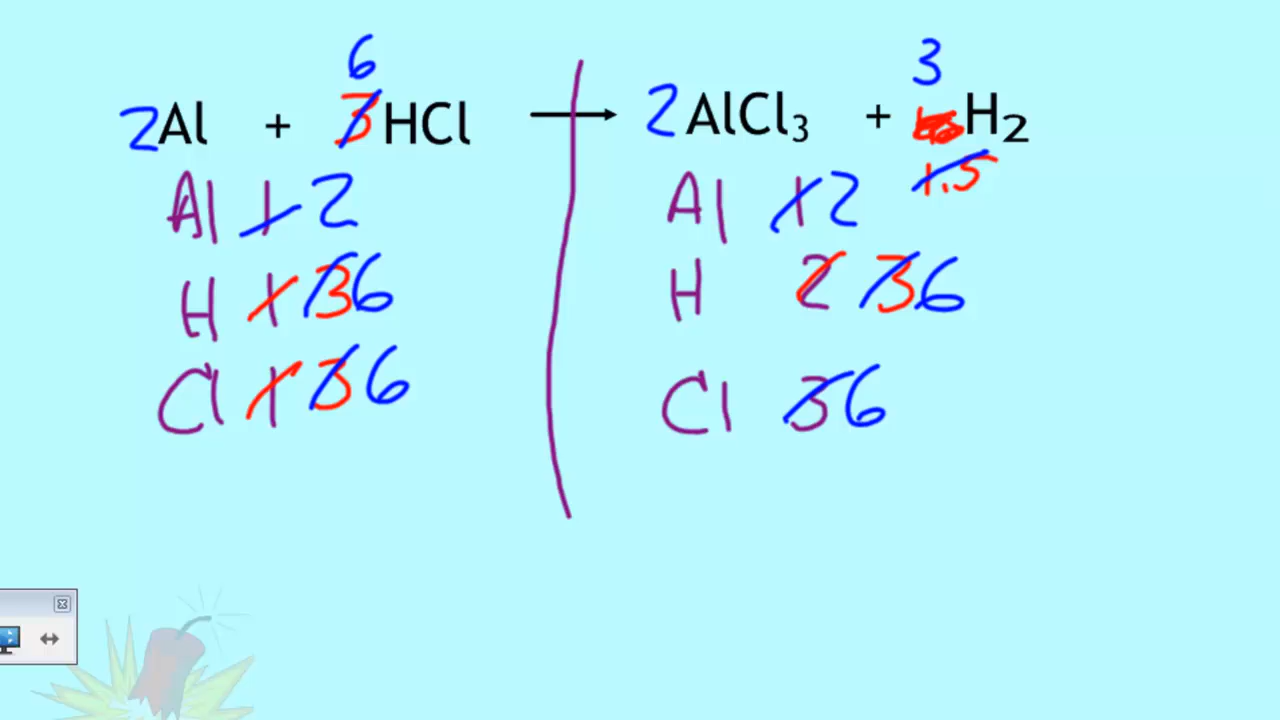 6 3
2Al + 3HCl → 2AlCl₃ + H₂
1.5
Al 1 2 Al 1 2
H 1 3 6 H 2 3 6
Cl 1 3 6 Cl 3 6